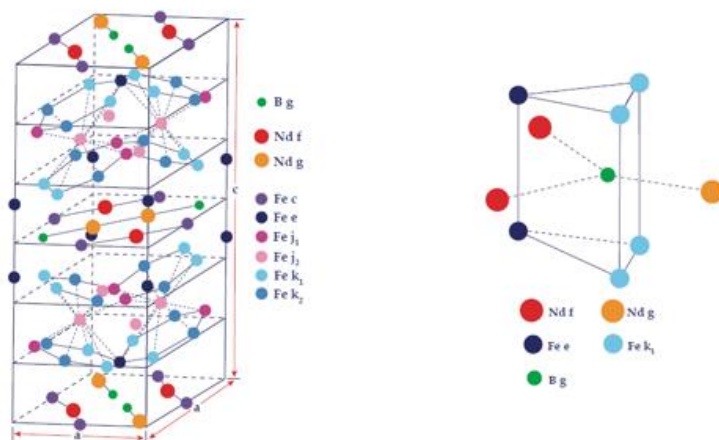 B g
Nd f
Nd g
Fe c
Fe e
Fe j₁
Fe j₂
Fe k₁
Fe k₂
c
a
a
Nd f
Nd g
Fe e
Fe k₁
B g